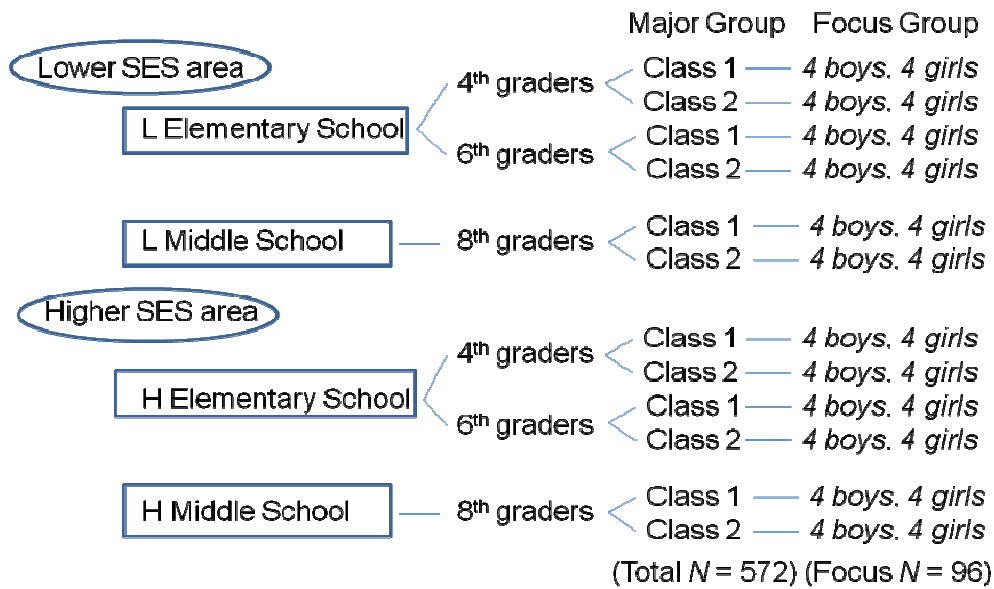 Major Group Focus Group
Lower SES area
Class 1 4 boys. 4 girls
4th graders
Class 2 4 boys. 4 girls
L Elementary School
Class 1 4 boys. 4 girls
6th graders
Class 2 4 boys. 4 girls
Class 1 4 boys. 4 girls
L Middle School 8th graders
Class 2 4 boys. 4 girls
Higher SES area
Class 1 4 boys. 4 girls
4th graders
Class 2 4 boys. 4 girls
H Elementary School
Class 1 4 boys. 4 girls
6th graders
Class 2 4 boys. 4 girls
Class 1 4 boys. 4 girls
H Middle School 8th graders
Class 2 4 boys. 4 girls
(Total N = 572) (Focus N = 96)